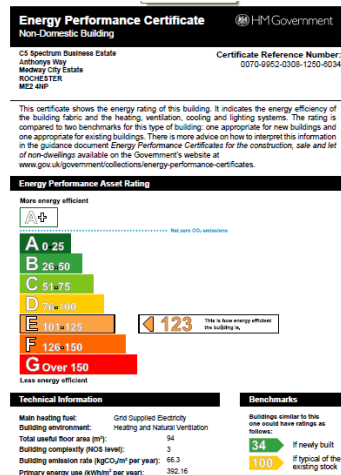 Energy Performance Certificate
Non-Domestic Building
HM Government
C5 Spectrum Business Estate
Anthonys Way
Medway City Estate
ROCHESTER
ME2 4NP
Certificate Reference Number:
0070-9952-0308-1250-6034
This certificate shows the energy rating of this building. It indicates the energy efficiency of
the building fabric and the heating, ventilation, cooling and lighting systems. The rating is
compared to two benchmarks for this type of building: one appropriate for new buildings and
one appropriate for existing buildings. There is more advice on how to interpret this information
in the guidance document Energy Performance Certificates for the construction, sale and let
of non-dwellings available on the Government's website at
www.gov.uk/government/collections/energy-performance-certificates.
Energy Performance Asset Rating
More energy efficient
A+
Net zero CO₂ emissions
A 0-25
B 26-50
C 51-75
D 76-100
E 101-125
123
This is how energy efficient
the building is.
F 126-150
G Over 150
Less energy efficient
Technical Information
Main heating fuel: Grid Supplied Electricity
Building environment: Heating and Natural Ventilation
Total useful floor area (m²): 94
Building complexity (NOS level): 3
Building emission rate (kgCO₂/m² per year): 66.3
Primary energy use (kWh/m² per year): 392.16
Benchmarks
Buildings similar to this
one could have ratings as
follows:
34 If newly built
100 If typical of the
existing stock